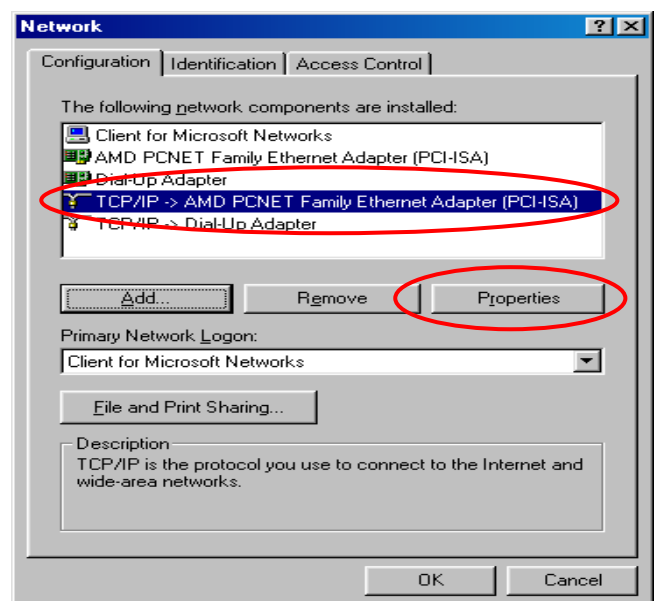 Network
Configuration Identification Access Control
The following network components are installed:
Client for Microsoft Networks
AMD PCNET Family Ethernet Adapter (PCI-ISA)
Dial-Up Adapter
TCP/IP -> AMD PCNET Family Ethernet Adapter (PCI-ISA)
TCP/IP -> Dial-Up Adapter
Add... Remove Properties
Primary Network Logon:
Client for Microsoft Networks
File and Print Sharing...
Description
TCP/IP is the protocol you use to connect to the Internet and
wide-area networks.
OK Cancel